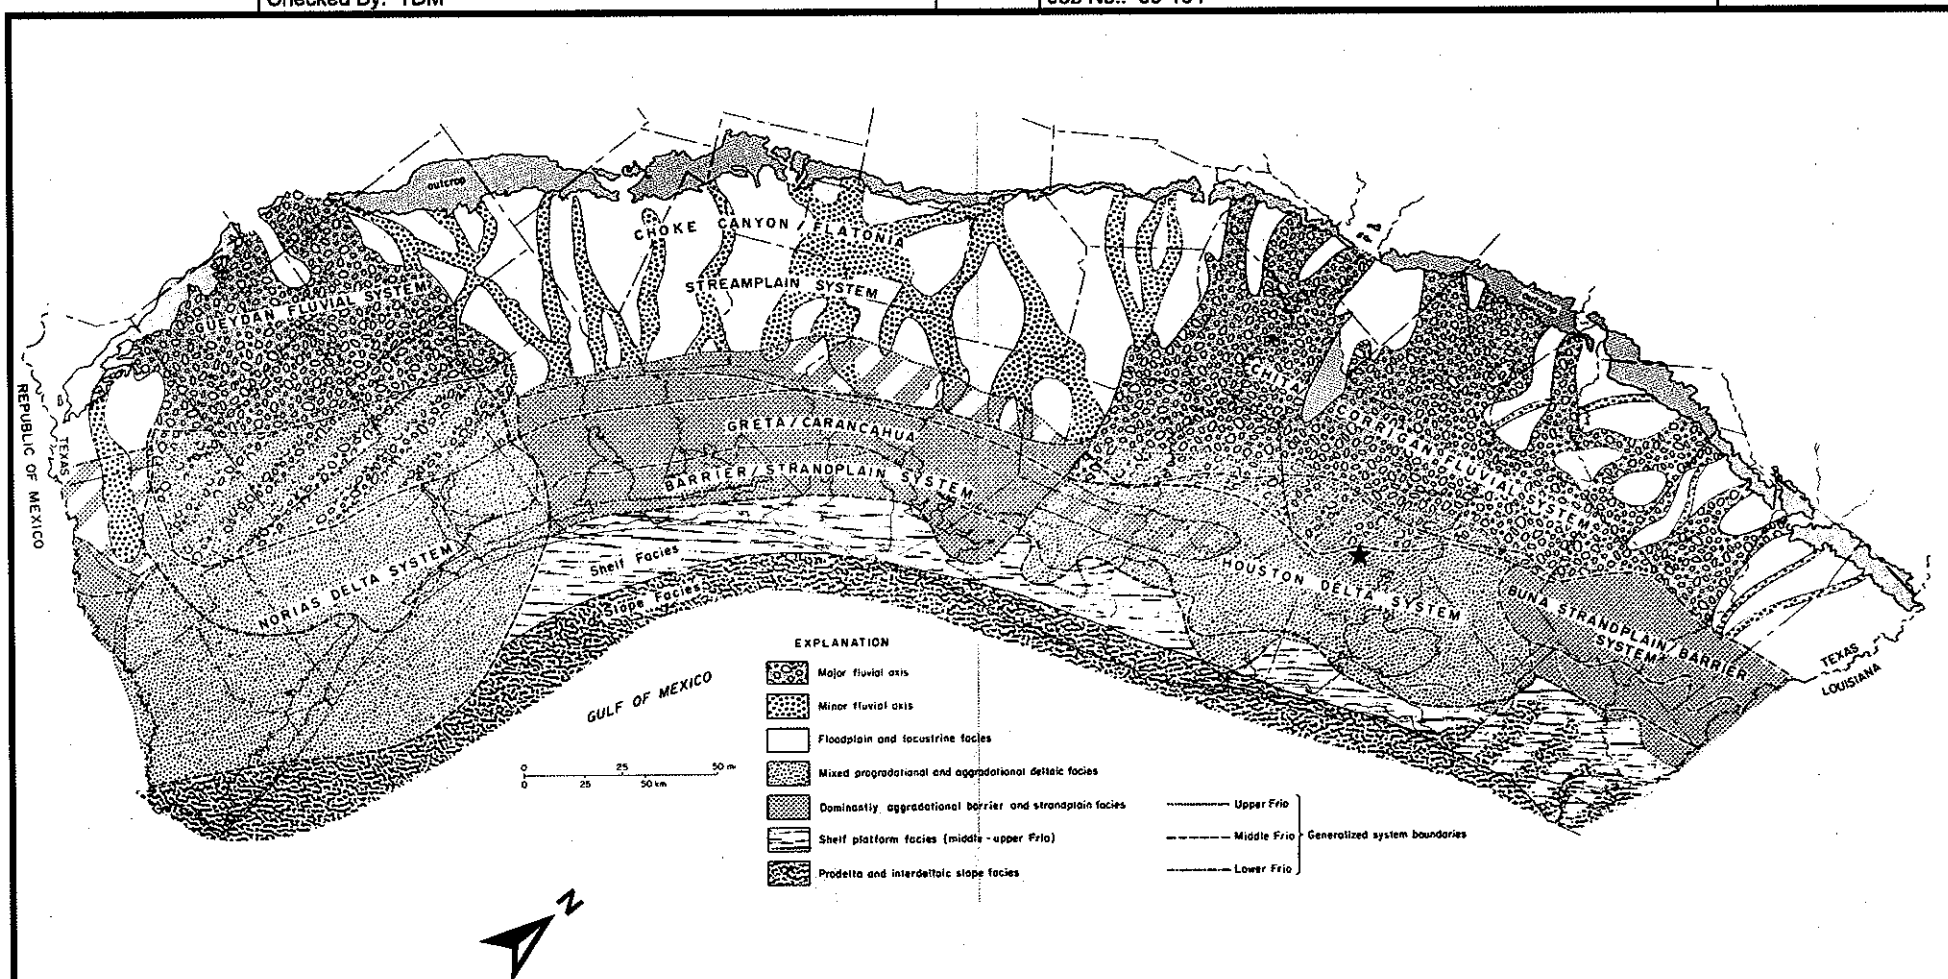 Checked By: TDM
outcrop
CHOKE CANYON / FLATONIA
STREAMPLAIN SYSTEM
GUEYDAN FLUVIAL SYSTEM
outcrop
REPUBLIC OF MEXICO
TEXAS
CHITA/
CORRIGAN FLUVIAL SYSTEM
GRETA/CARANCAHUA
BARRIER/STRANDPLAIN SYSTEM
NORIAS DELTA SYSTEM
Shelf Facies
Slope Facies
HOUSTON DELTA SYSTEM
BUNA STRANDPLAIN/BARRIER
SYSTEM
TEXAS
LOUISIANA
GULF OF MEXICO
0 25 50 mi
0 25 50 km
EXPLANATION
Major fluvial axis
Minor fluvial axis
Floodplain and lacustrine facies
Mixed progradational and aggradational deltaic facies
Dominantly aggradational barrier and strandplain facies
Shelf platform facies (middle-upper Frio)
Prodelta and interdeltaic slope facies
Upper Frio
Middle Frio
Lower Frio
Generalized system boundaries
N